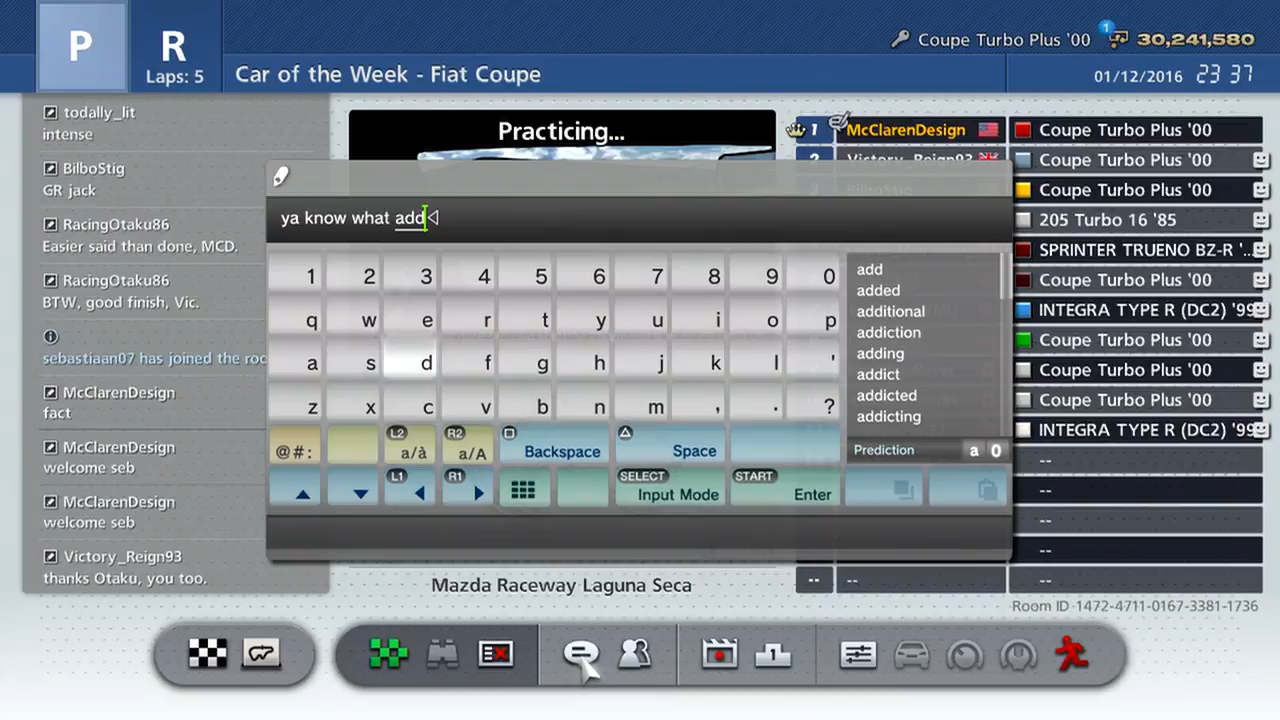 P
R
Laps: 5
Car of the Week - Fiat Coupe
Coupe Turbo Plus '00
1
30,241,580
01/12/2016 23 37
todally_lit
intense
BilboStig
GR jack
RacingOtaku86
Easier said than done, MCD.
RacingOtaku86
BTW, good finish, Vic.
sebastiaan07 has joined the roo
McClarenDesign
fact
McClarenDesign
welcome seb
McClarenDesign
welcome seb
Victory_Reign93
thanks Otaku, you too.
Practicing...
ya know what add
1 2 3 4 5 6 7 8 9 0
q w e r t y u i o p
a s d f g h j k l '
z x c v b n m , . ?
@#: L2 a/à R2 a/A Backspace Space
L1 R1 SELECT Input Mode START Enter
add
added
additional
addiction
adding
addict
addicted
addicting
Prediction a 0
Mazda Raceway Laguna Seca
1 McClarenDesign Coupe Turbo Plus '00
2 Victory_Reign93 Coupe Turbo Plus '00
3 BilboStig Coupe Turbo Plus '00
205 Turbo 16 '85
SPRINTER TRUENO BZ-R '...
Coupe Turbo Plus '00
INTEGRA TYPE R (DC2) '99
Coupe Turbo Plus '00
Coupe Turbo Plus '00
Coupe Turbo Plus '00
INTEGRA TYPE R (DC2) '99
--
--
--
--
-- -- --
Room ID 1472-4711-0167-3381-1736
1